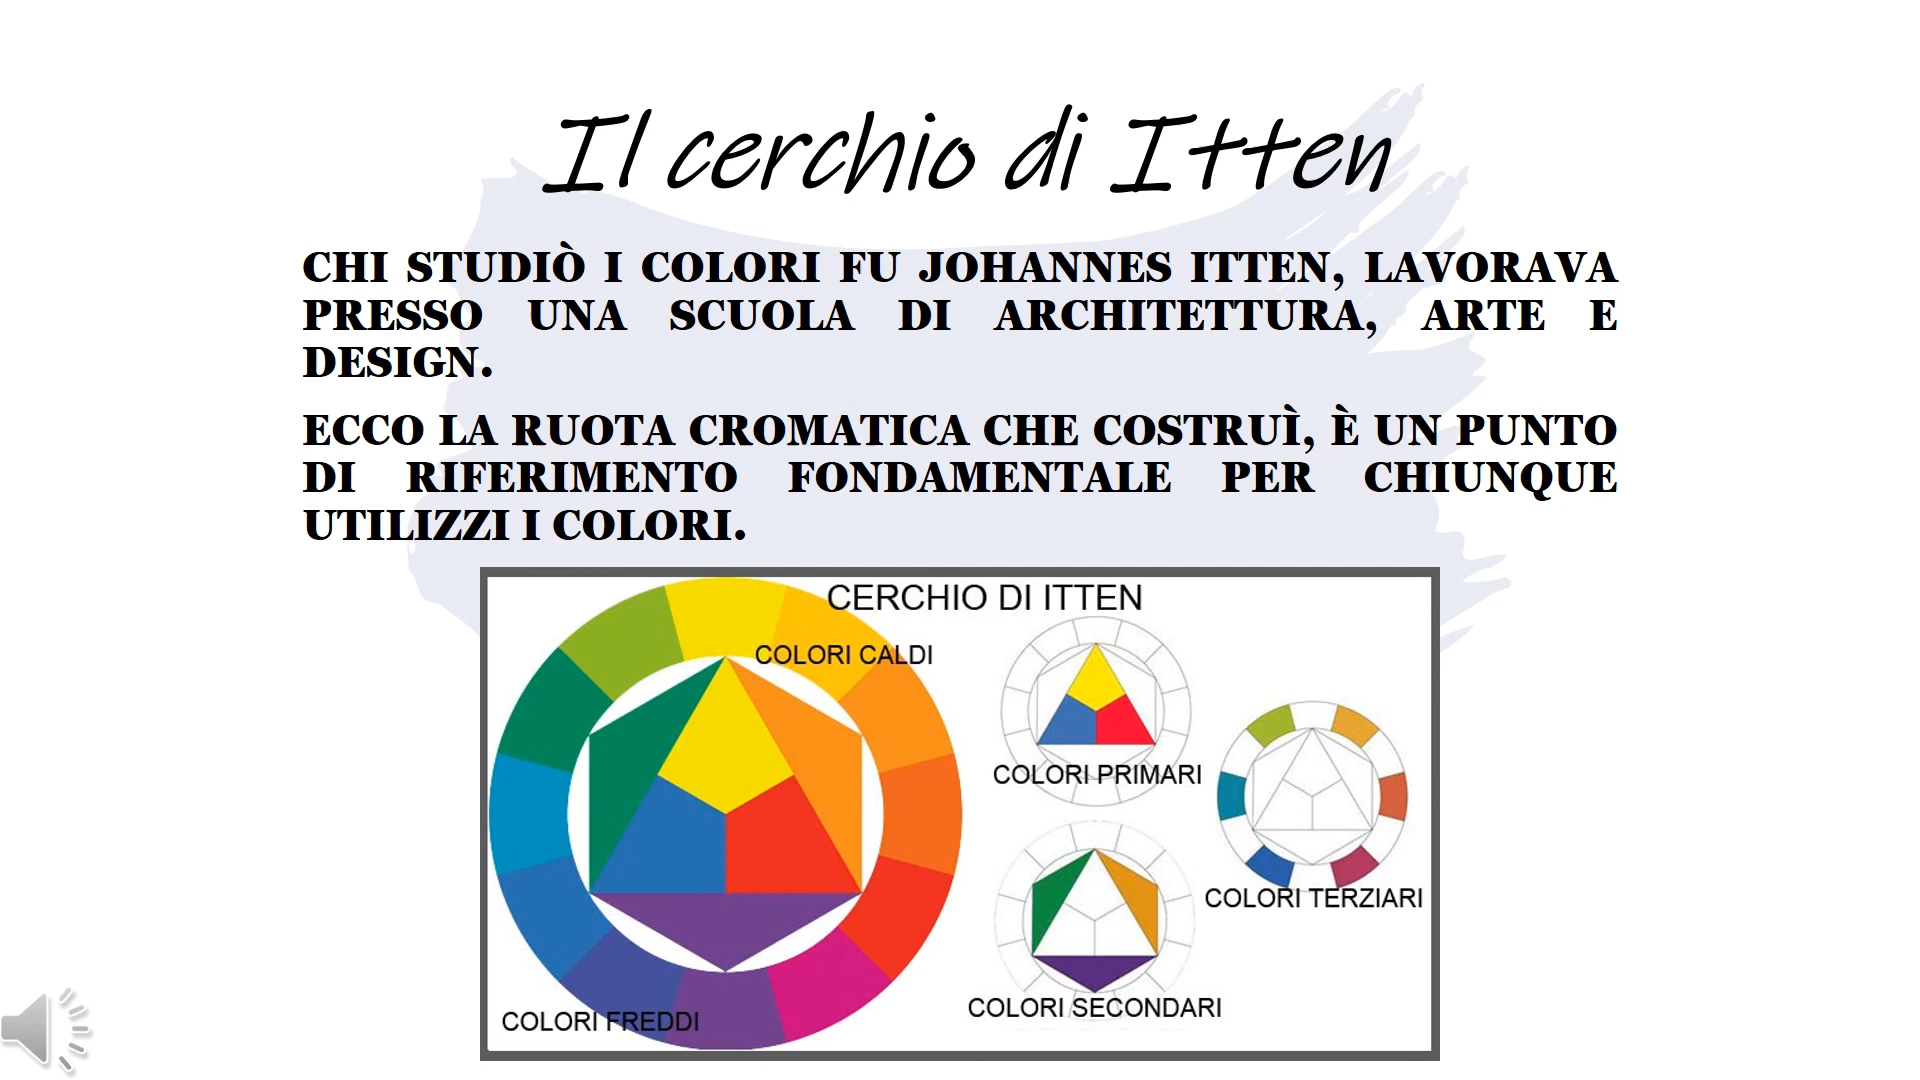 Il cerchio di Itten
CHI STUDIÒ I COLORI FU JOHANNES ITTEN, LAVORAVA
PRESSO UNA SCUOLA DI ARCHITETTURA, ARTE E
DESIGN.
ECCO LA RUOTA CROMATICA CHE COSTRUÌ, È UN PUNTO
DI RIFERIMENTO FONDAMENTALE PER CHIUNQUE
UTILIZZI I COLORI.
CERCHIO DI ITTEN
COLORI CALDI
COLORI PRIMARI
COLORI TERZIARI
COLORI SECONDARI
COLORI FREDDI